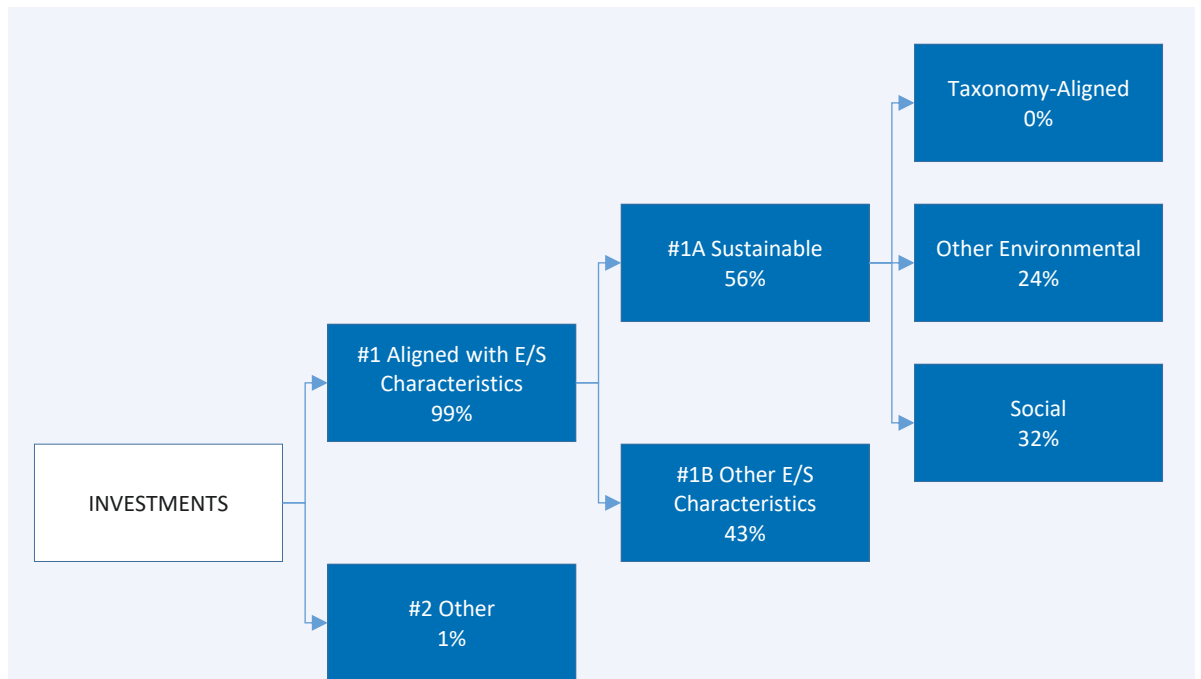 INVESTMENTS
#1 Aligned with E/S
Characteristics
99%
#2 Other
1%
#1A Sustainable
56%
#1B Other E/S
Characteristics
43%
Taxonomy-Aligned
0%
Other Environmental
24%
Social
32%